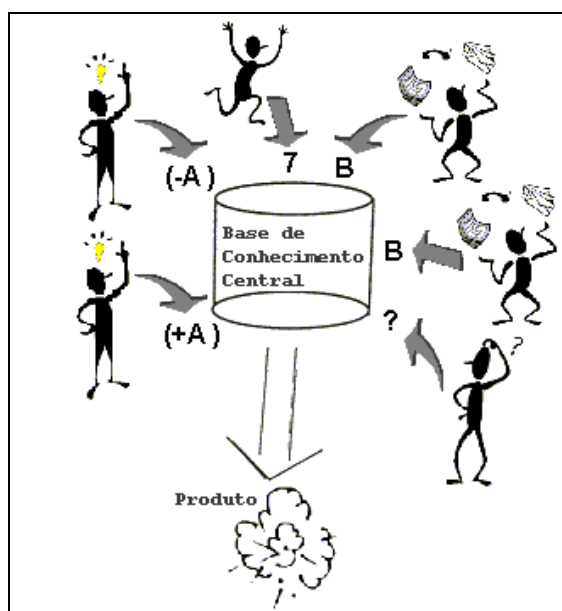 (-A)
7
B
Base de
Conhecimento
Central
B
(+A)
?
?
Produto